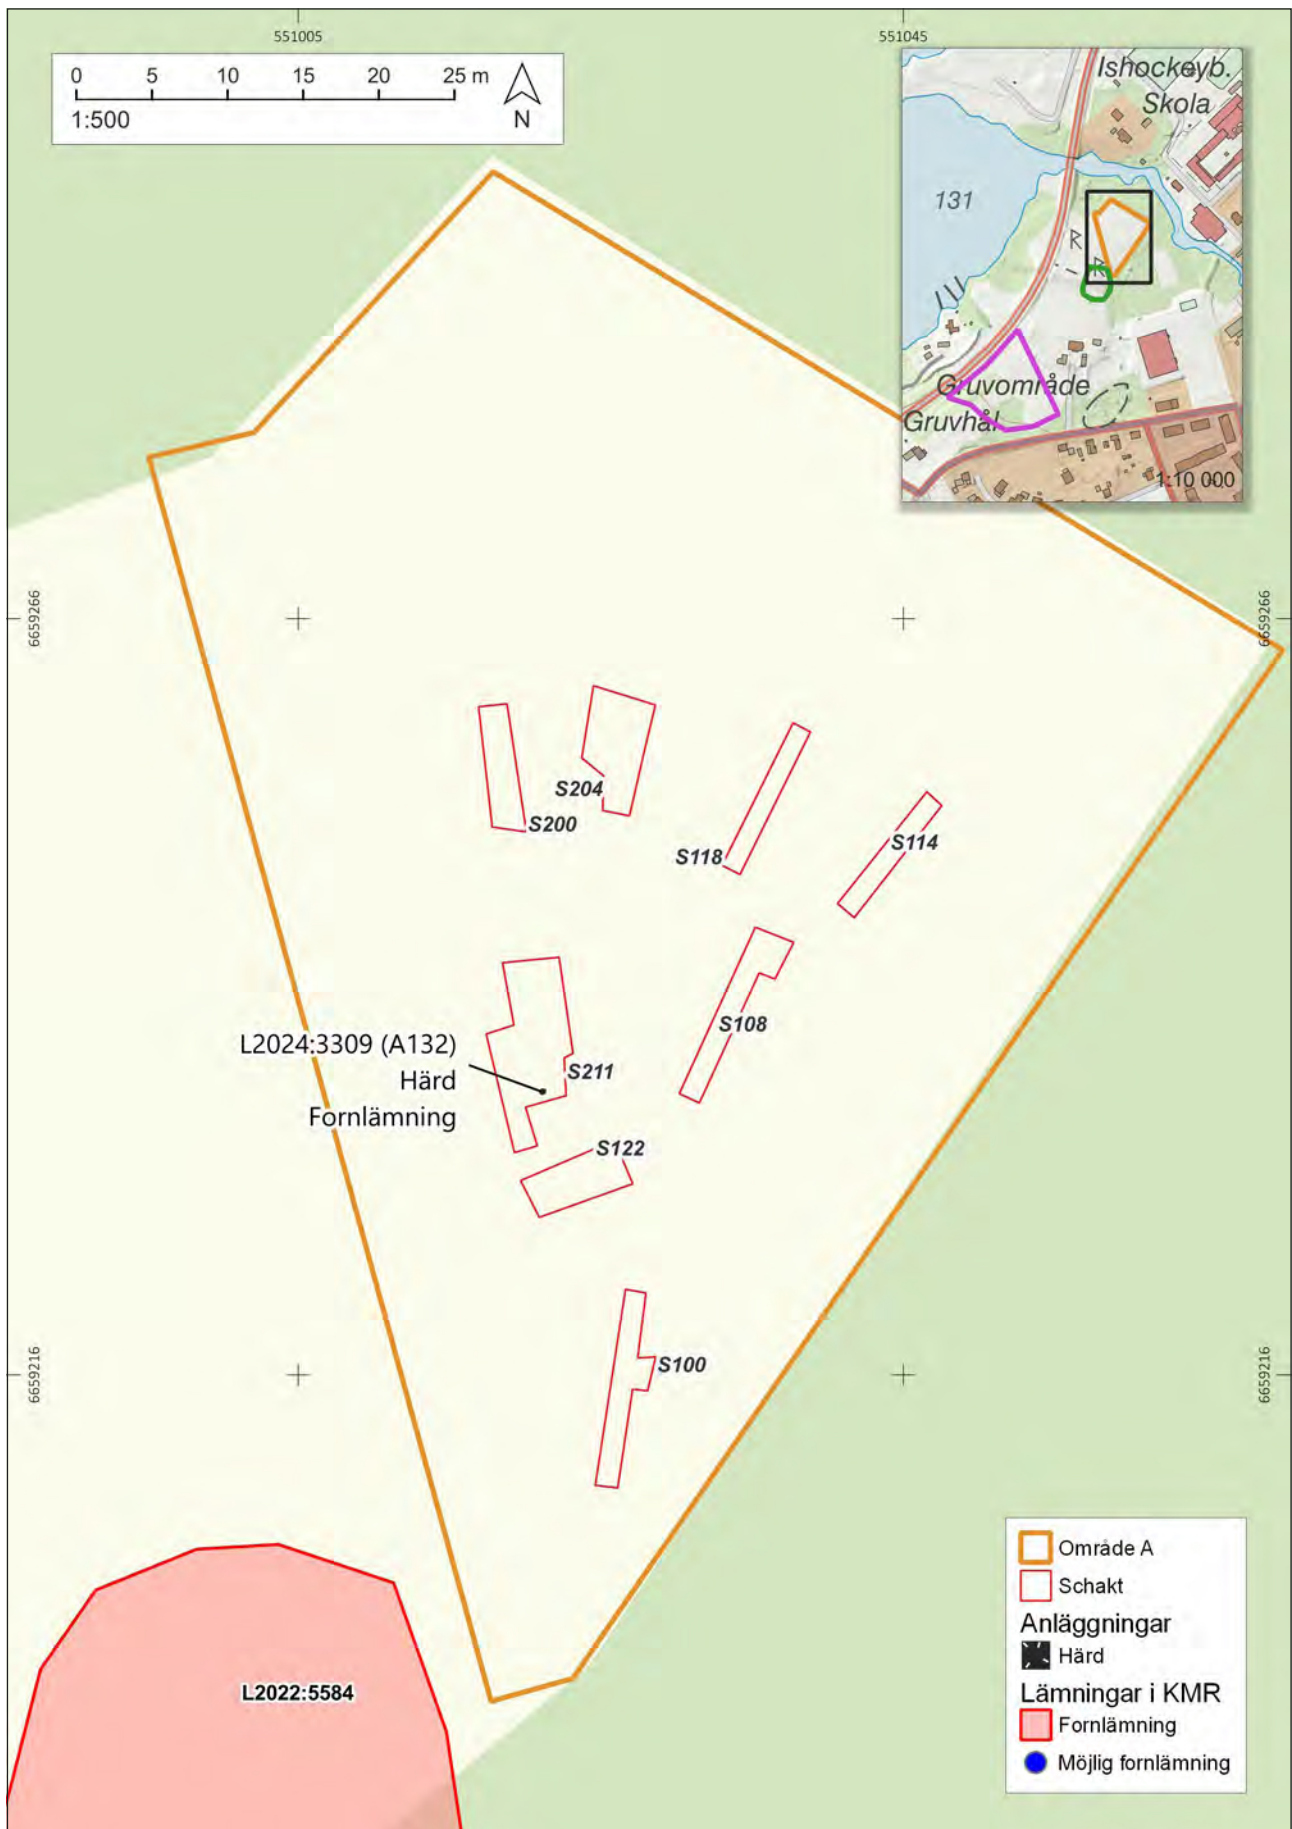 551005
551045
0 5 10 15 20 25 m
1:500
N
Ishockeyb.
Skola
131
R
R
Gruvområde
Gruvhål
1:10 000
6659266
6659266
S204
S200
S118
S114
S108
L2024:3309 (A132)
Härd
Fornlämning
S211
S122
6659216
6659216
S100
L2022:5584
Område A
Schakt
Anläggningar
Härd
Lämningar i KMR
Fornlämning
Möjlig fornlämning